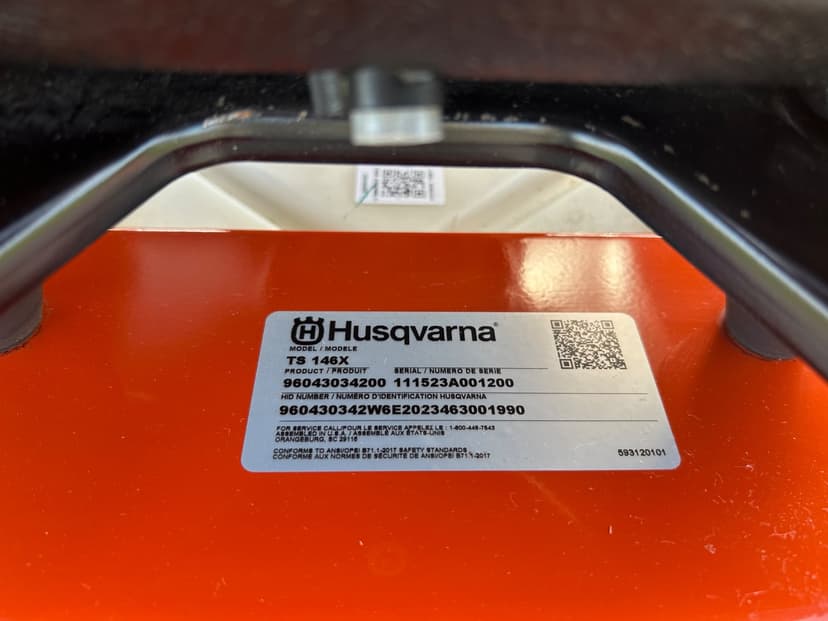 Husqvarna
MODEL / MODELE
TS 146X
PRODUCT / PRODUIT SERIAL / NUMERO DE SERIE
96043034200 111523A001200
HID NUMBER / NUMÉRO D'IDENTIFICATION HUSQVARNA
960430342W6E2023463001990
FOR SERVICE CALL/POUR LE SERVICE APPELEZ LE : 1-800-448-7543
ASSEMBLED IN U.S.A. / ASSEMBLÉ AUX ÉTATS-UNIS
ORANGEBURG, SC 29115
CONFORMS TO ANSI/OPEI B71.1-2017 SAFETY STANDARDS
CONFORME AUX NORMES DE SÉCURITÉ DE ANSI/OPEI B71.1-2017
593120101